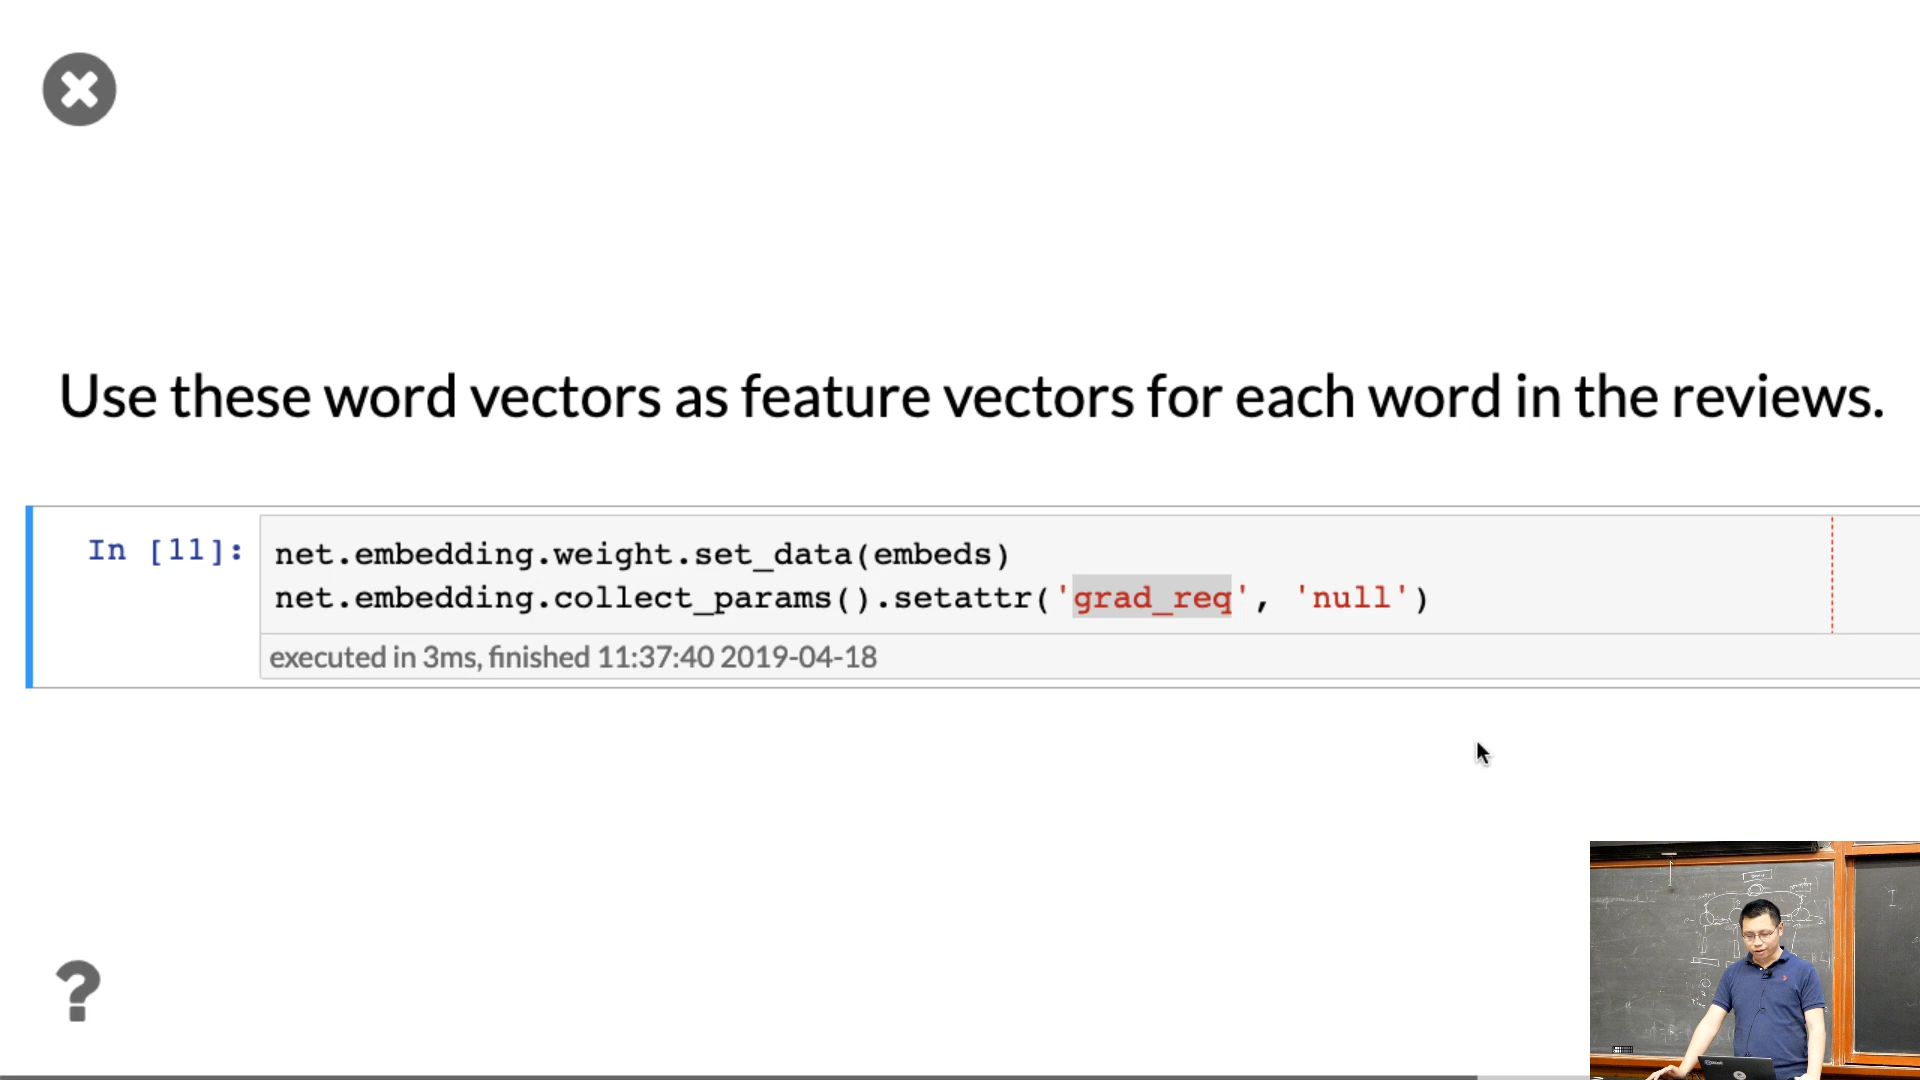 Use these word vectors as feature vectors for each word in the reviews.
In [11]:
net.embedding.weight.set_data(embeds)
net.embedding.collect_params().setattr('grad_req', 'null')
executed in 3ms, finished 11:37:40 2019-04-18
?